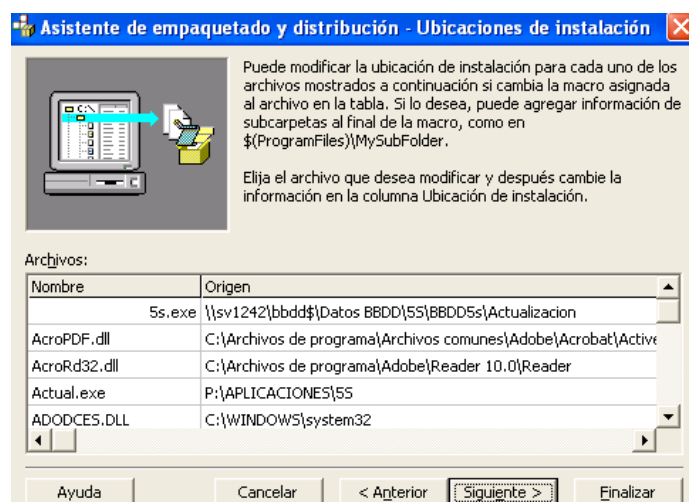 Asistente de empaquetado y distribución - Ubicaciones de instalación
Puede modificar la ubicación de instalación para cada uno de los
archivos mostrados a continuación si cambia la macro asignada
al archivo en la tabla. Si lo desea, puede agregar información de
subcarpetas al final de la macro, como en
$(ProgramFiles)\MySubFolder.
Elija el archivo que desea modificar y después cambie la
información en la columna Ubicación de instalación.
C:\
Archivos:
Nombre Origen
5s.exe \\sv1242\bbdd$\Datos BBDD\5S\BBDD5s\Actualizacion
AcroPDF.dll C:\Archivos de programa\Archivos comunes\Adobe\Acrobat\Active
AcroRd32.dll C:\Archivos de programa\Adobe\Reader 10.0\Reader
Actual.exe P:\APLICACIONES\5S
ADODCES.DLL C:\WINDOWS\system32
Ayuda Cancelar < Anterior Siguiente > Finalizar